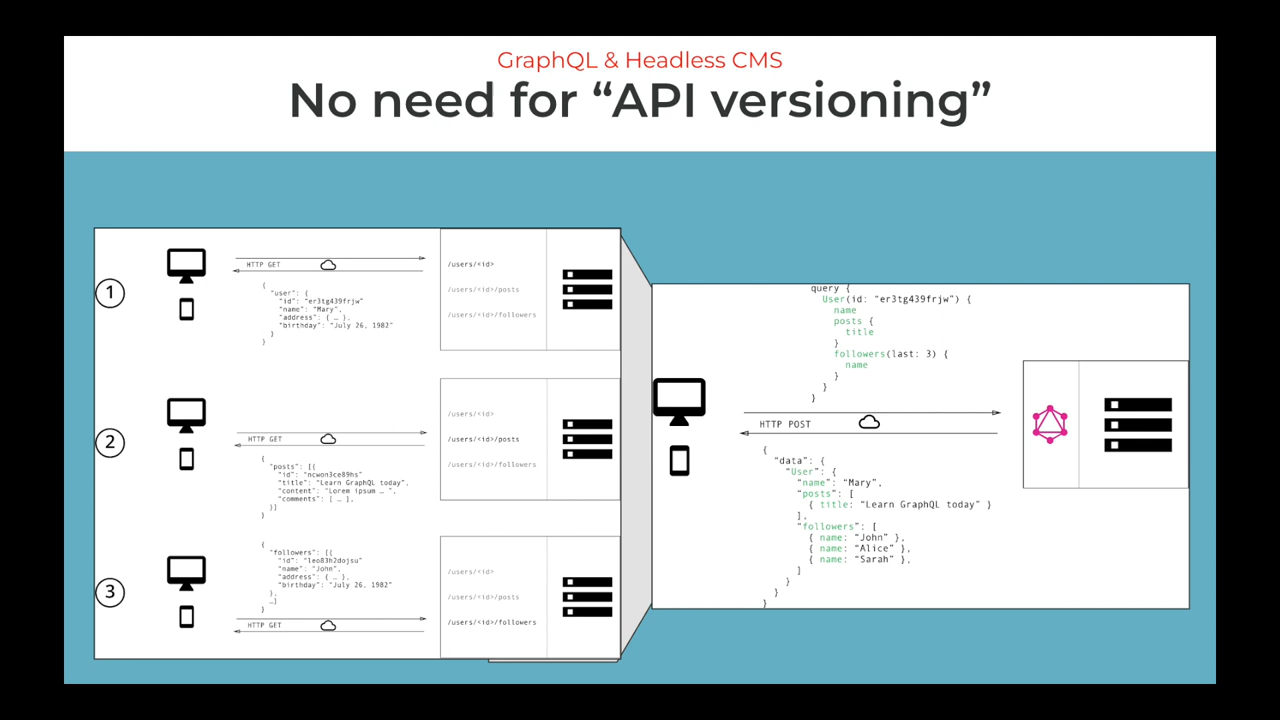 GraphQL & Headless CMS
No need for “API versioning”
1
HTTP GET
{
"user": {
"id": "er3tg439frjw"
"name": "Mary",
"address": { … },
"birthday": "July 26, 1982"
}
}
/users/<id>
/users/<id>/posts
/users/<id>/followers
2
HTTP GET
{
"posts": [{
"id": "ncwon3ce89hs"
"title": "Learn GraphQL today",
"content": "Lorem ipsum … ",
"comments": [ … ],
}]
}
/users/<id>
/users/<id>/posts
/users/<id>/followers
3
{
"followers": [{
"id": "leo83h2dojsu"
"name": "John",
"address": { … },
"birthday": "July 26, 1982"
},
…]
}
HTTP GET
/users/<id>
/users/<id>/posts
/users/<id>/followers
query {
User(id: “er3tg439frjw”) {
name
posts {
title
}
followers(last: 3) {
name
}
}
}
HTTP POST
{
“data”: {
“User”: {
“name”: “Mary”,
“posts”: [
{ title: “Learn GraphQL today” }
],
“followers”: [
{ name: “John” },
{ name: “Alice” },
{ name: “Sarah” },
]
}
}
}